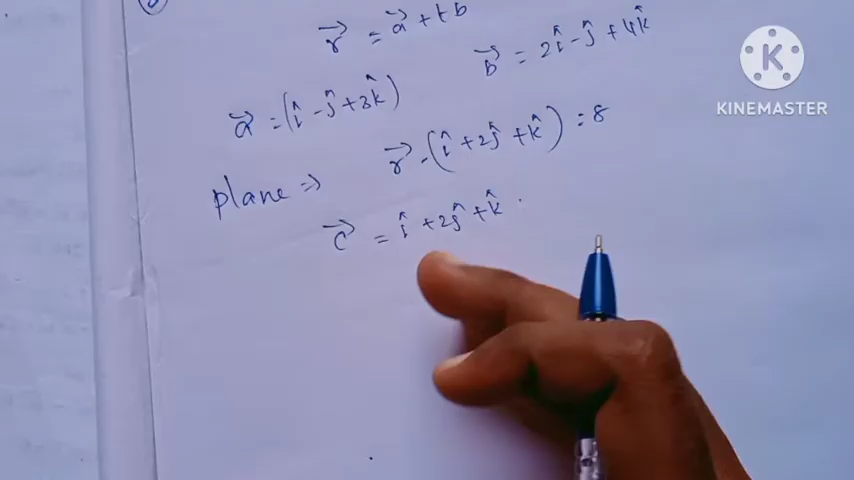 r⃗ = a⃗ + t b
b⃗ = 2î - ĵ + 4k̂
a⃗ = (î - ĵ + 3k̂)
plane ⇒ r⃗ . (î + 2ĵ + k̂) = 8
c⃗ = î + 2ĵ + k̂
K
KINEMASTER